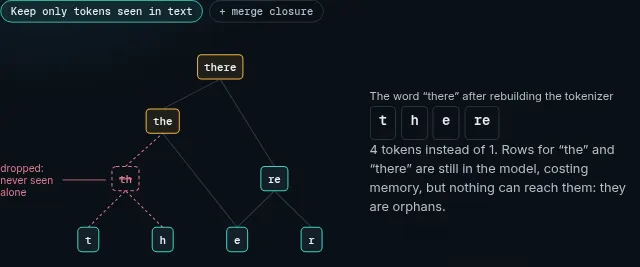 Keep only tokens seen in text
+ merge closure
there
the
dropped:
never seen
alone
th
re
t
h
e
r
The word “there” after rebuilding the tokenizer
t h e re
4 tokens instead of 1. Rows for “the” and
“there” are still in the model, costing
memory, but nothing can reach them: they
are orphans.